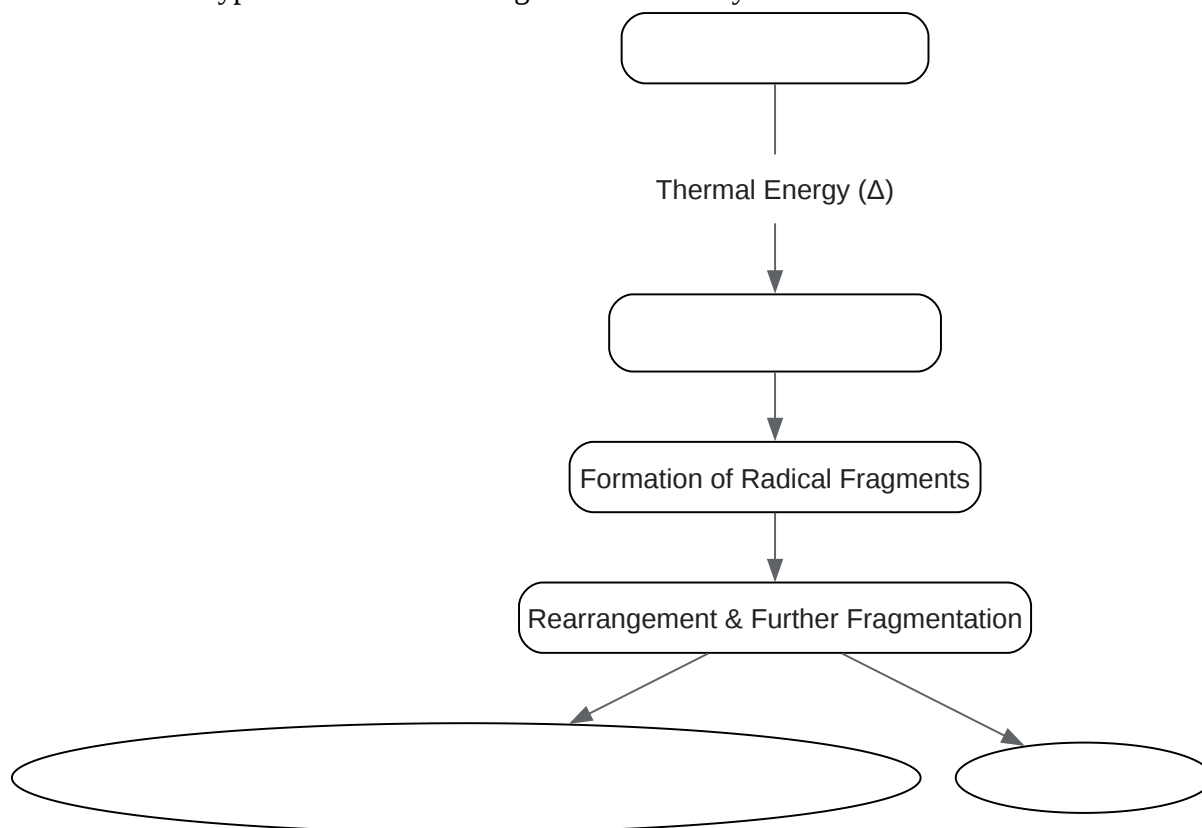 Thermal Energy (Δ)
Formation of Radical Fragments
Rearrangement & Further Fragmentation